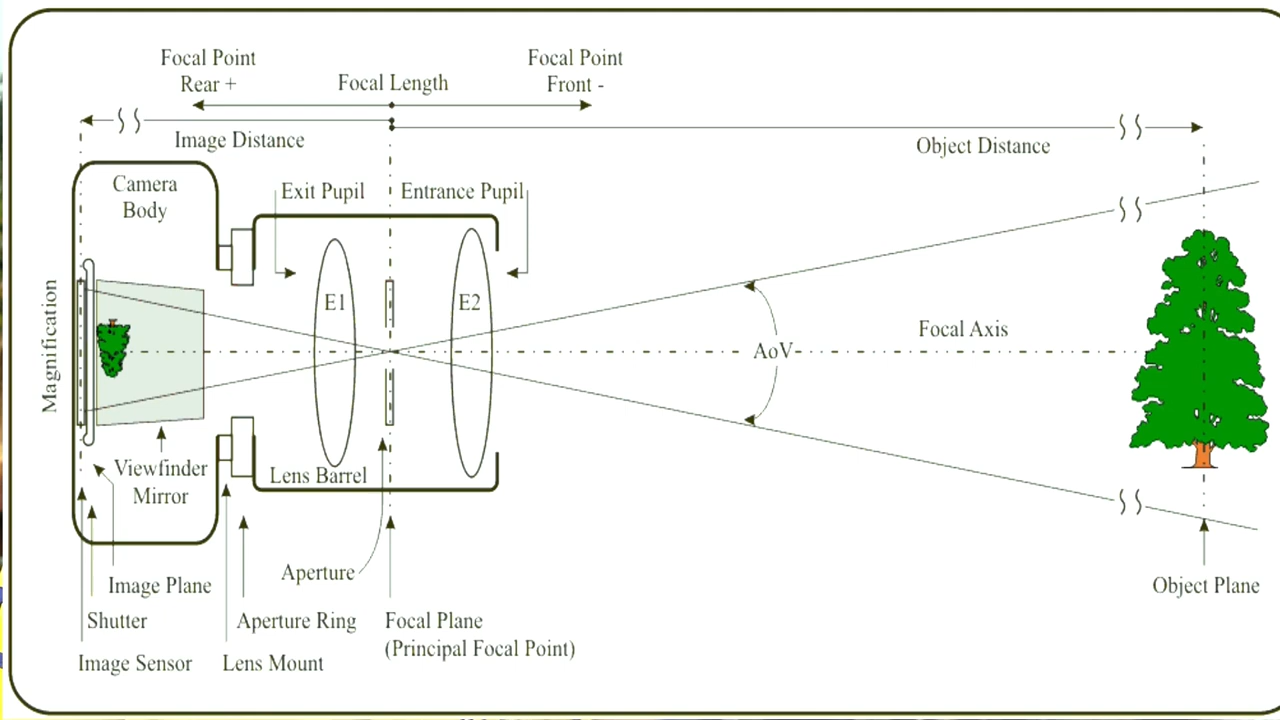 Focal Point
Rear +
Focal Length
Focal Point
Front -
Image Distance
Object Distance
Camera
Body
Exit Pupil
Entrance Pupil
Magnification
E1
E2
AoV
Focal Axis
Viewfinder
Mirror
Lens Barrel
Image Plane
Aperture
Object Plane
Shutter
Aperture Ring
Focal Plane
(Principal Focal Point)
Image Sensor
Lens Mount